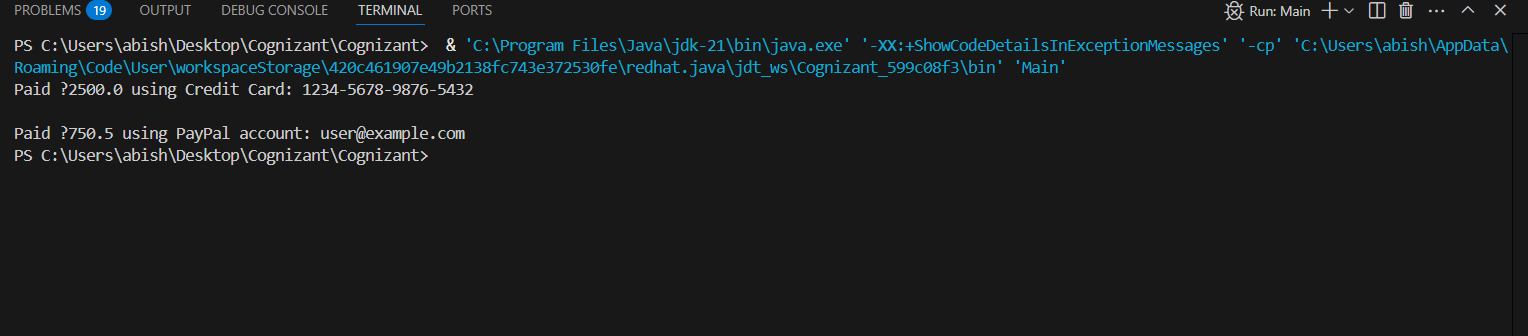 PROBLEMS 19 OUTPUT DEBUG CONSOLE TERMINAL PORTS Run: Main
PS C:\Users\abish\Desktop\Cognizant\Cognizant> & 'C:\Program Files\Java\jdk-21\bin\java.exe' '-XX:+ShowCodeDetailsInExceptionMessages' '-cp' 'C:\Users\abish\AppData\
Roaming\Code\User\workspaceStorage\420c461907e49b2138fc743e372530fe\redhat.java\jdt_ws\Cognizant_599c08f3\bin' 'Main'
Paid ?2500.0 using Credit Card: 1234-5678-9876-5432
Paid ?750.5 using PayPal account: user@example.com
PS C:\Users\abish\Desktop\Cognizant\Cognizant>